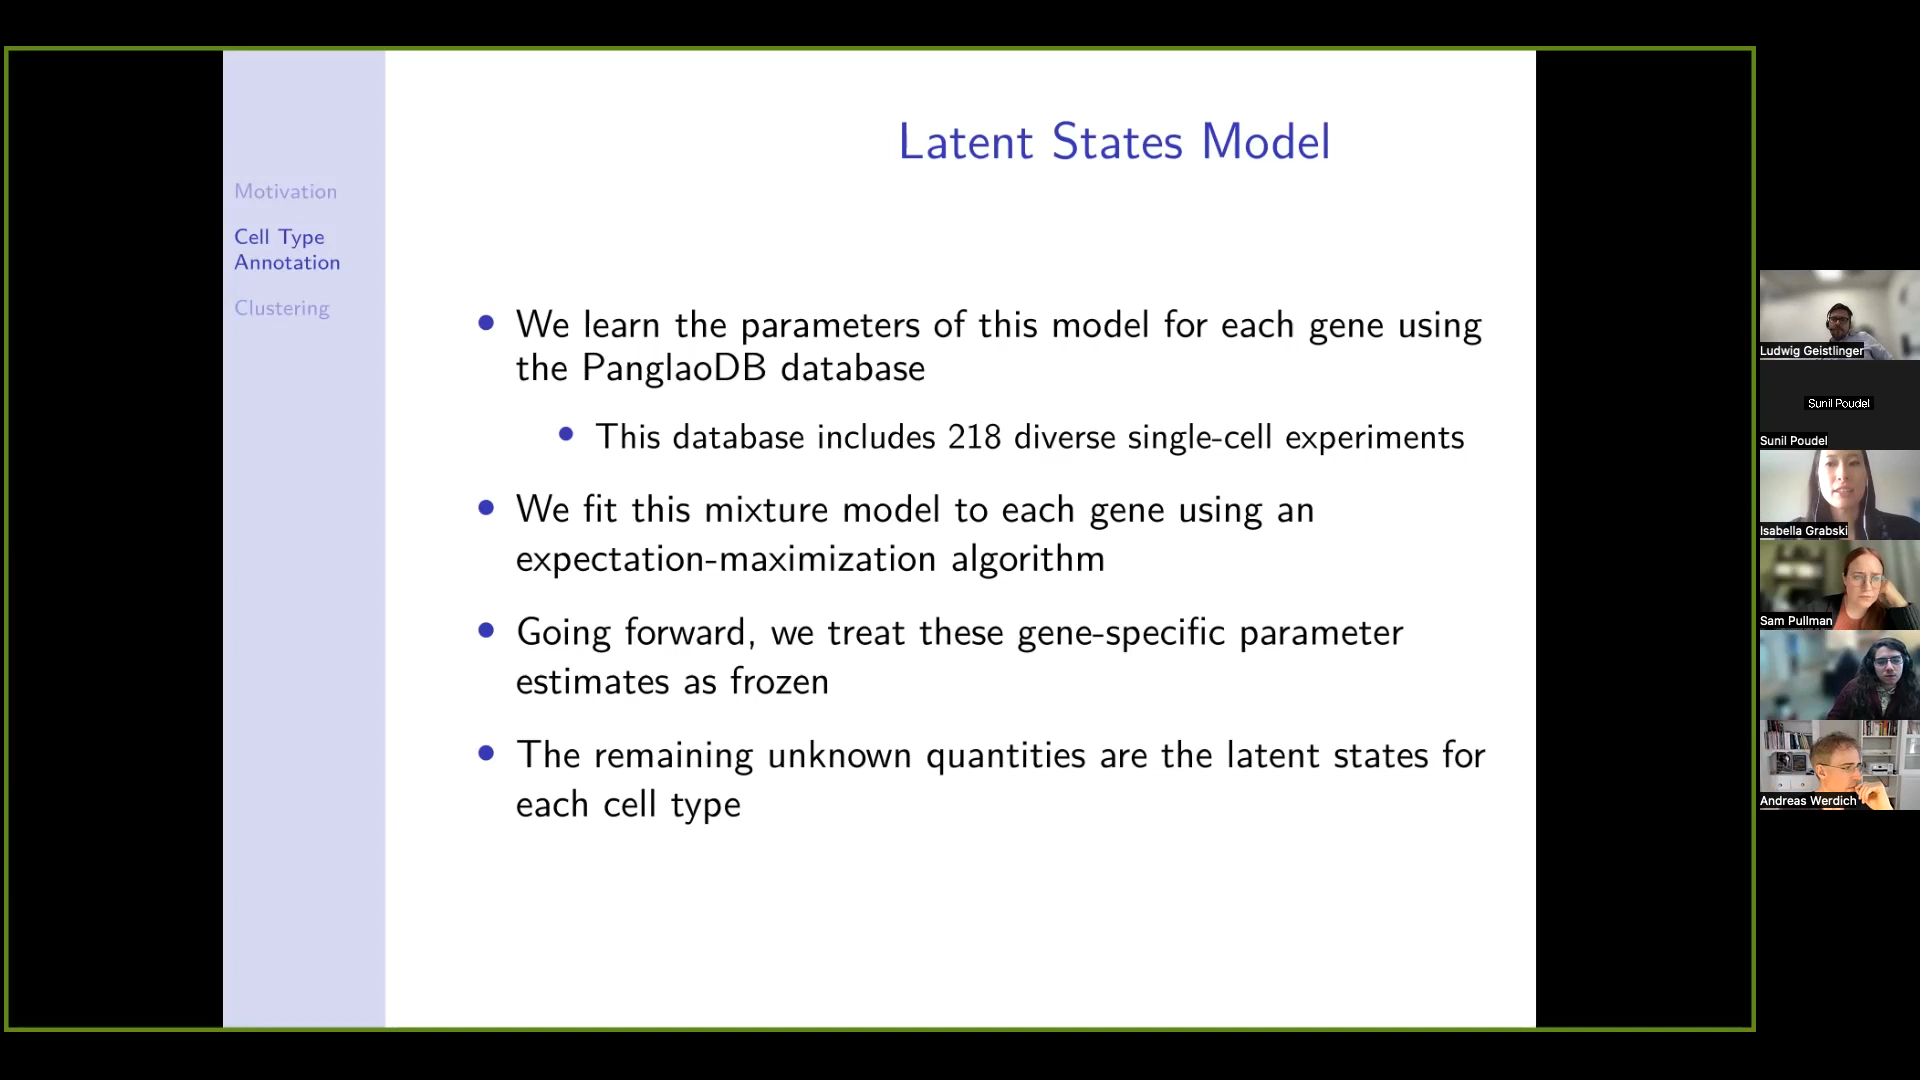 Latent States Model
Motivation
Cell Type
Annotation
Clustering
• We learn the parameters of this model for each gene using
the PanglaoDB database
• This database includes 218 diverse single-cell experiments
• We fit this mixture model to each gene using an
expectation-maximization algorithm
• Going forward, we treat these gene-specific parameter
estimates as frozen
• The remaining unknown quantities are the latent states for
each cell type
Ludwig Geistlinger
Sunil Poudel
Sunil Poudel
Isabella Grabski
Sam Pullman
Andreas Werdich